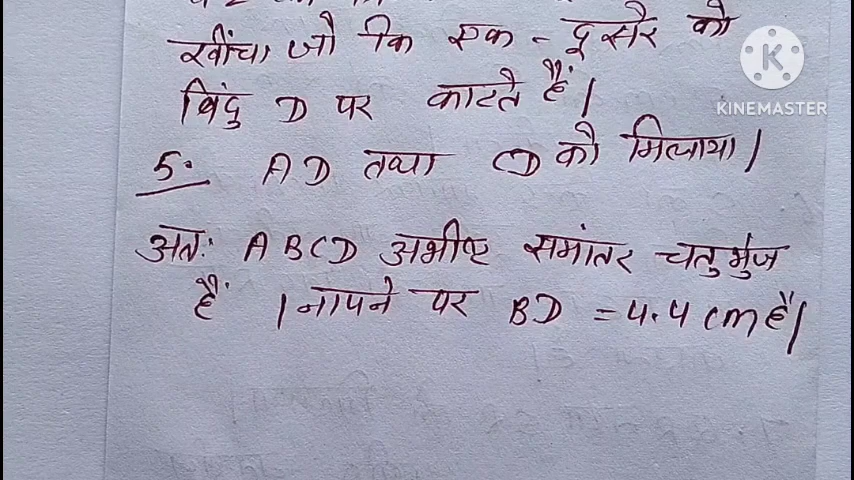 खींचा जो कि एक - दूसरे को
बिंदु D पर काटते हैं।
5. AD तथा CD को मिलाया।
अतः ABCD अभीष्ट समांतर चतुर्भुज
है । नापने पर BD = 4.4 cm है।
K
KINEMASTER